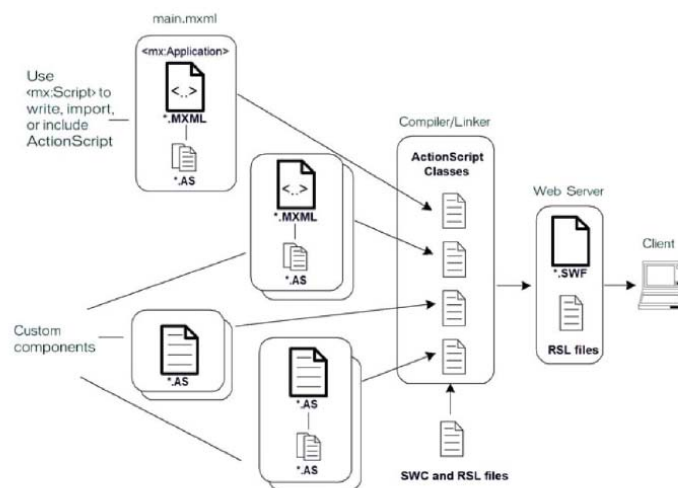 main.mxml
<mx:Application>
Use
<mx:Script> to
write, import,
or include
ActionScript
<..>
*.MXML
*.AS
Compiler/Linker
ActionScript
Classes
<..>
*.MXML
*.AS
Web Server
*.SWF
RSL files
Client
Custom
components
*.AS
*.AS
*.AS
SWC and RSL files